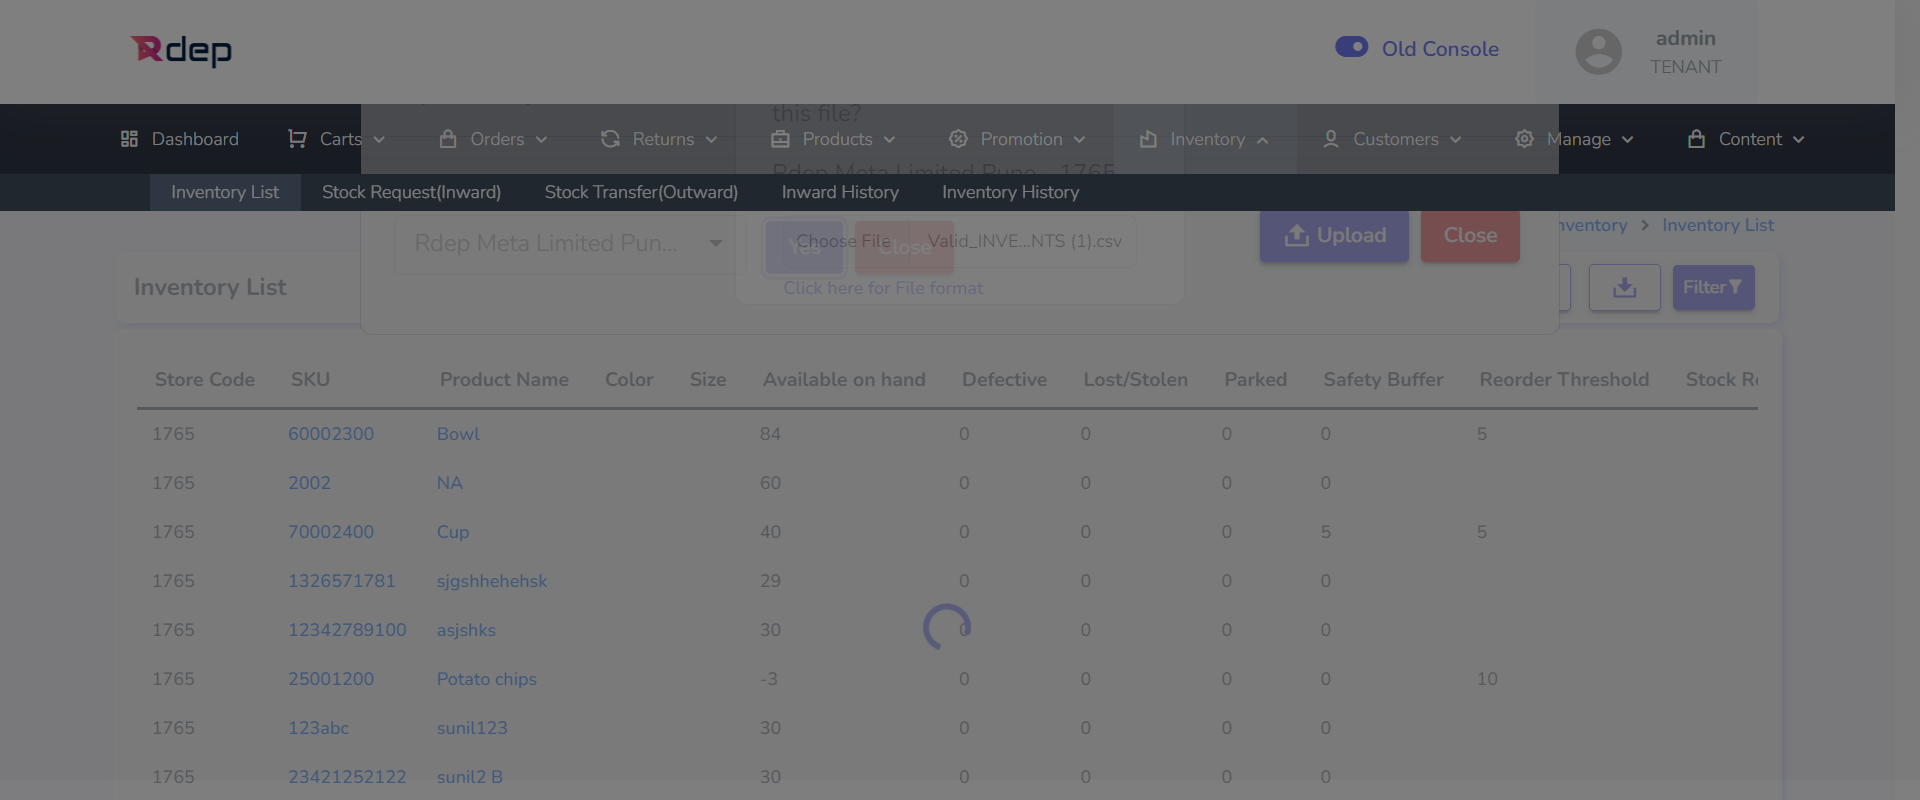 Rdep
Old Console
admin
TENANT
this file?
Dashboard Carts Orders Returns Products Promotion Inventory Customers Manage Content
Rdep Meta Limited Pune - 1765
Inventory List Stock Request(Inward) Stock Transfer(Outward) Inward History Inventory History
nventory > Inventory List
Rdep Meta Limited Pun... Yes Close Choose File Valid_INVE...NTS (1).csv Upload Close
Click here for File format
Inventory List Filter
Store Code SKU Product Name Color Size Available on hand Defective Lost/Stolen Parked Safety Buffer Reorder Threshold Stock Re
1765 60002300 Bowl 84 0 0 0 0 5
1765 2002 NA 60 0 0 0 0
1765 70002400 Cup 40 0 0 0 5 5
1765 1326571781 sjgshhehehsk 29 0 0 0 0
1765 12342789100 asjshks 30 0 0 0 0
1765 25001200 Potato chips -3 0 0 0 0 10
1765 123abc sunil123 30 0 0 0 0
1765 23421252122 sunil2 B 30 0 0 0 0